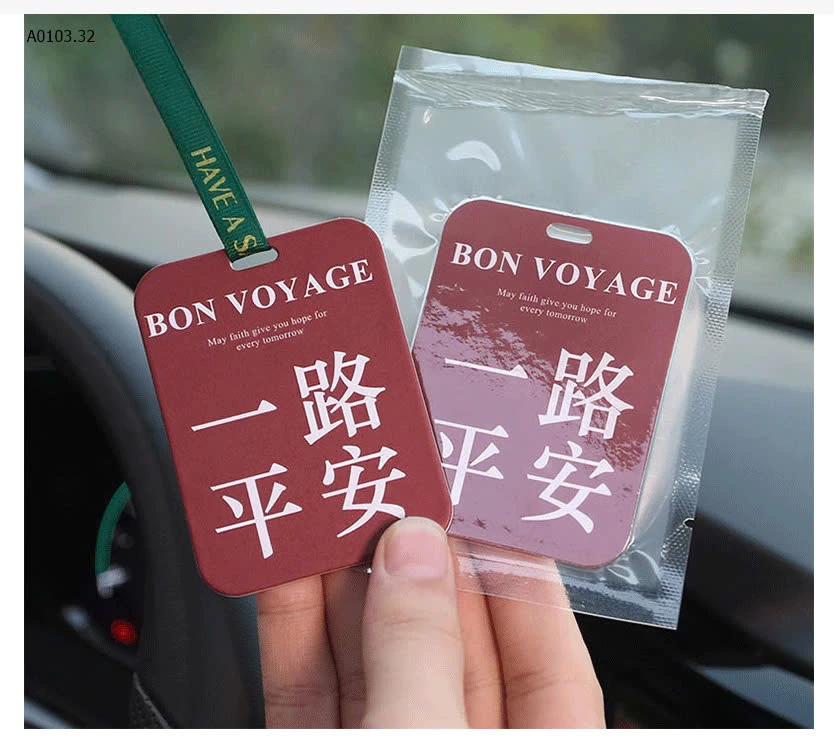 A0103.32
HAVE A S
BON VOYAGE
May faith give you hope for
every tomorrow
一路
平安
BON VOYAGE
May faith give you hope for
every tomorrow
一路
平安